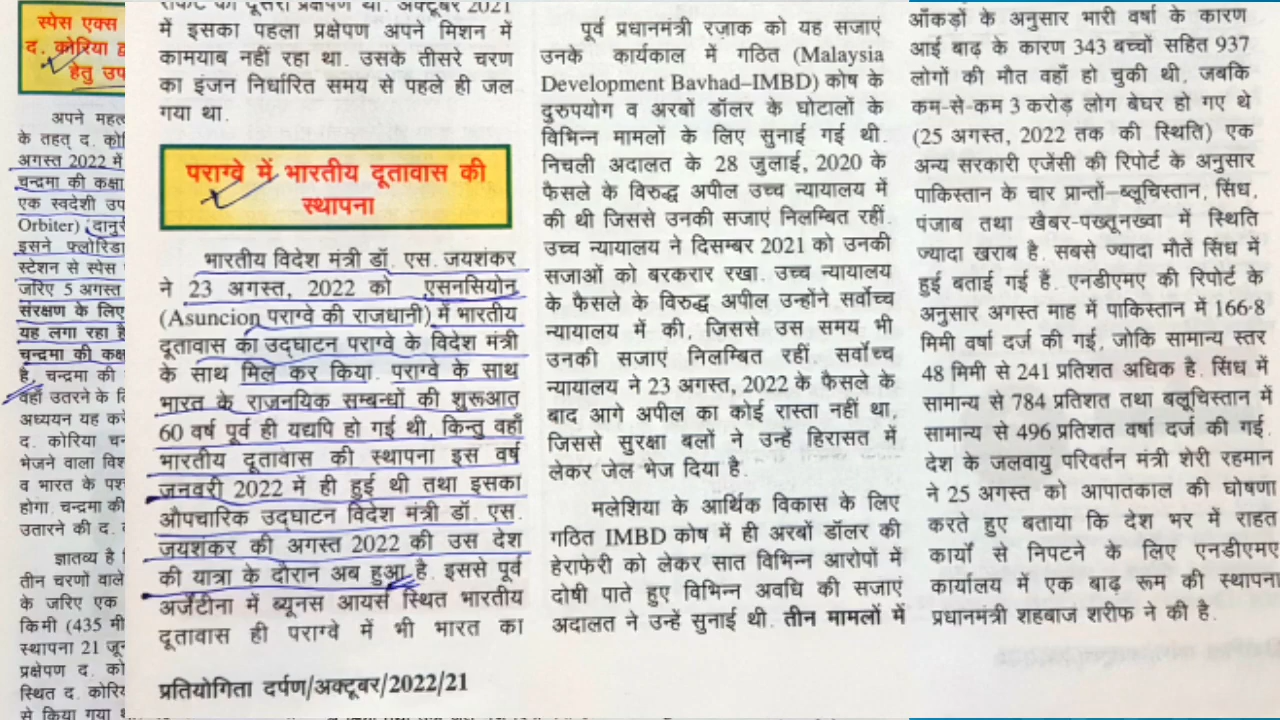 स्पेस एक्स
द. कोरिया द्वा
हेतु उप
अपने महत्
के तहत् द. को
अगस्त 2022 में
चन्द्रमा की कक्षा
एक स्वदेशी उप
Orbiter) दानुरी
इसने फ्लोरिडा
स्टेशन से स्पेस
जरिए 5 अगस्त
संरक्षण के लिए
यह लगा रहा है
चन्द्रमा की कक्ष
है. चन्द्रमा की
वहाँ उतरने के लि
अध्ययन यह करे
द. कोरिया चन
भेजने वाला विश
व भारत के पश
होगा. चन्द्रमा की
उतारने की द.
ज्ञातव्य है
तीन चरणों वाले
के जरिए एक
किमी (435 मी
स्थापना 21 जून
प्रक्षेपण द. को
स्थित द. कोरि
से किया गया
राकेट का दूसरा प्रक्षेपण था. अक्टूबर 2021
में इसका पहला प्रक्षेपण अपने मिशन में
कामयाब नहीं रहा था. उसके तीसरे चरण
का इंजन निर्धारित समय से पहले ही जल
गया था.
पराग्वे में भारतीय दूतावास की
स्थापना
भारतीय विदेश मंत्री डॉ. एस. जयशंकर
ने 23 अगस्त, 2022 को एसनसियोन
(Asuncion पराग्वे की राजधानी) में भारतीय
दूतावास का उद्घाटन पराग्वे के विदेश मंत्री
के साथ मिल कर किया. पराग्वे के साथ
भारत के राजनयिक सम्बन्धों की शुरूआत
60 वर्ष पूर्व ही यद्यपि हो गई थी, किन्तु वहाँ
भारतीय दूतावास की स्थापना इस वर्ष
जनवरी 2022 में ही हुई थी तथा इसका
औपचारिक उद्घाटन विदेश मंत्री डॉ. एस.
जयशंकर की अगस्त 2022 की उस देश
की यात्रा के दौरान अब हुआ है. इससे पूर्व
अर्जेंटीना में ब्यूनस आयर्स स्थित भारतीय
दूतावास ही पराग्वे में भी भारत का
प्रतियोगिता दर्पण/अक्टूबर/2022/21
पूर्व प्रधानमंत्री रज़ाक को यह सजाएं
उनके कार्यकाल में गठित (Malaysia
Development Bavhad–IMBD) कोष के
दुरुपयोग व अरबों डॉलर के घोटालों के
विभिन्न मामलों के लिए सुनाई गई थी.
निचली अदालत के 28 जुलाई, 2020 के
फैसले के विरुद्ध अपील उच्च न्यायालय में
की थी जिससे उनकी सजाएं निलम्बित रहीं.
उच्च न्यायालय ने दिसम्बर 2021 को उनकी
सजाओं को बरकरार रखा. उच्च न्यायालय
के फैसले के विरुद्ध अपील उन्होंने सर्वोच्च
न्यायालय में की, जिससे उस समय भी
उनकी सजाएं निलम्बित रहीं. सर्वोच्च
न्यायालय ने 23 अगस्त, 2022 के फैसले के
बाद आगे अपील का कोई रास्ता नहीं था,
जिससे सुरक्षा बलों ने उन्हें हिरासत में
लेकर जेल भेज दिया है.
मलेशिया के आर्थिक विकास के लिए
गठित IMBD कोष में ही अरबों डॉलर की
हेराफेरी को लेकर सात विभिन्न आरोपों में
दोषी पाते हुए विभिन्न अवधि की सजाएं
अदालत ने उन्हें सुनाई थी. तीन मामलों में
आँकड़ों के अनुसार भारी वर्षा के कारण
आई बाढ़ के कारण 343 बच्चों सहित 937
लोगों की मौत वहाँ हो चुकी थी, जबकि
कम-से-कम 3 करोड़ लोग बेघर हो गए थे
(25 अगस्त, 2022 तक की स्थिति) एक
अन्य सरकारी एजेंसी की रिपोर्ट के अनुसार
पाकिस्तान के चार प्रान्तों–ब्लूचिस्तान, सिंध,
पंजाब तथा खैबर-पख्तूनख्वा में स्थिति
ज्यादा खराब है. सबसे ज्यादा मौतें सिंध में
हुई बताई गई हैं. एनडीएमए की रिपोर्ट के
अनुसार अगस्त माह में पाकिस्तान में 166·8
मिमी वर्षा दर्ज की गई, जोकि सामान्य स्तर
48 मिमी से 241 प्रतिशत अधिक है. सिंध में
सामान्य से 784 प्रतिशत तथा बलूचिस्तान में
सामान्य से 496 प्रतिशत वर्षा दर्ज की गई.
देश के जलवायु परिवर्तन मंत्री शेरी रहमान
ने 25 अगस्त को आपातकाल की घोषणा
करते हुए बताया कि देश भर में राहत
कार्यों से निपटने के लिए एनडीएमए
कार्यालय में एक बाढ़ रूम की स्थापना
प्रधानमंत्री शहबाज शरीफ ने की है.